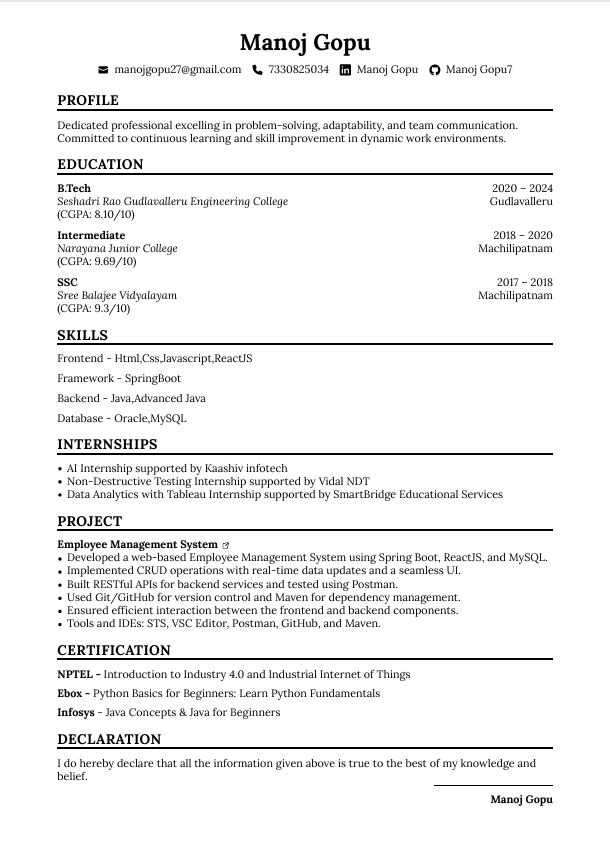 Manoj Gopu
manojgopu27@gmail.com 7330825034 Manoj Gopu Manoj Gopu7
PROFILE
Dedicated professional excelling in problem-solving, adaptability, and team communication.
Committed to continuous learning and skill improvement in dynamic work environments.
EDUCATION
B.Tech 2020 – 2024
Seshadri Rao Gudlavalleru Engineering College Gudlavalleru
(CGPA: 8.10/10)
Intermediate 2018 – 2020
Narayana Junior College Machilipatnam
(CGPA: 9.69/10)
SSC 2017 – 2018
Sree Balajee Vidyalayam Machilipatnam
(CGPA: 9.3/10)
SKILLS
Frontend - Html,Css,Javascript,ReactJS
Framework - SpringBoot
Backend - Java,Advanced Java
Database - Oracle,MySQL
INTERNSHIPS
• AI Internship supported by Kaashiv infotech
• Non-Destructive Testing Internship supported by Vidal NDT
• Data Analytics with Tableau Internship supported by SmartBridge Educational Services
PROJECT
Employee Management System
• Developed a web-based Employee Management System using Spring Boot, ReactJS, and MySQL.
• Implemented CRUD operations with real-time data updates and a seamless UI.
• Built RESTful APIs for backend services and tested using Postman.
• Used Git/GitHub for version control and Maven for dependency management.
• Ensured efficient interaction between the frontend and backend components.
• Tools and IDEs: STS, VSC Editor, Postman, GitHub, and Maven.
CERTIFICATION
NPTEL - Introduction to Industry 4.0 and Industrial Internet of Things
Ebox - Python Basics for Beginners: Learn Python Fundamentals
Infosys - Java Concepts & Java for Beginners
DECLARATION
I do hereby declare that all the information given above is true to the best of my knowledge and
belief.
Manoj Gopu